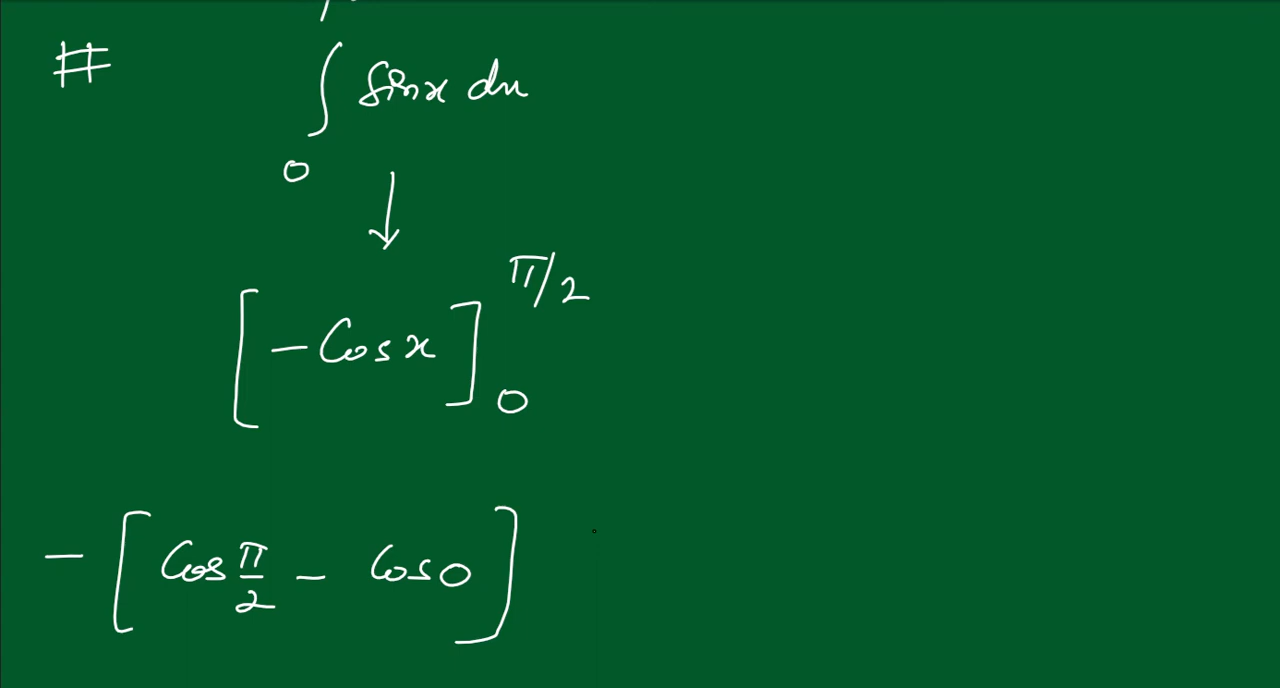 # ∫ sinx dx
0
[-Cosx] π/2
0
- [Cos π/2 - Cos0]